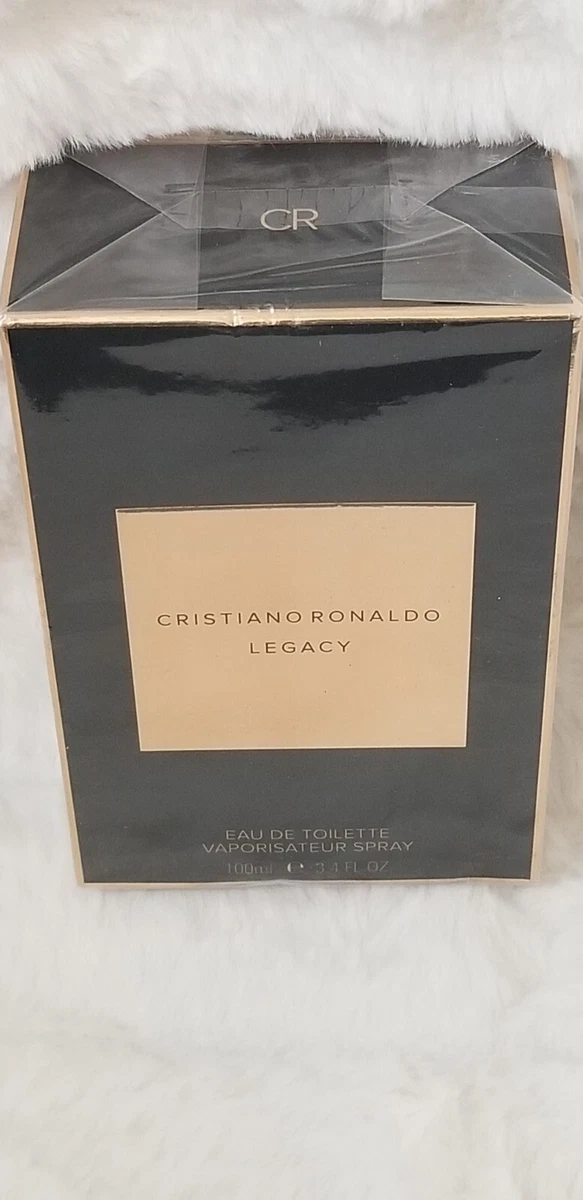 CR
CRISTIANO RONALDO
LEGACY
EAU DE TOILETTE
VAPORISATEUR SPRAY
100ml ℮ 3.4 FL OZ